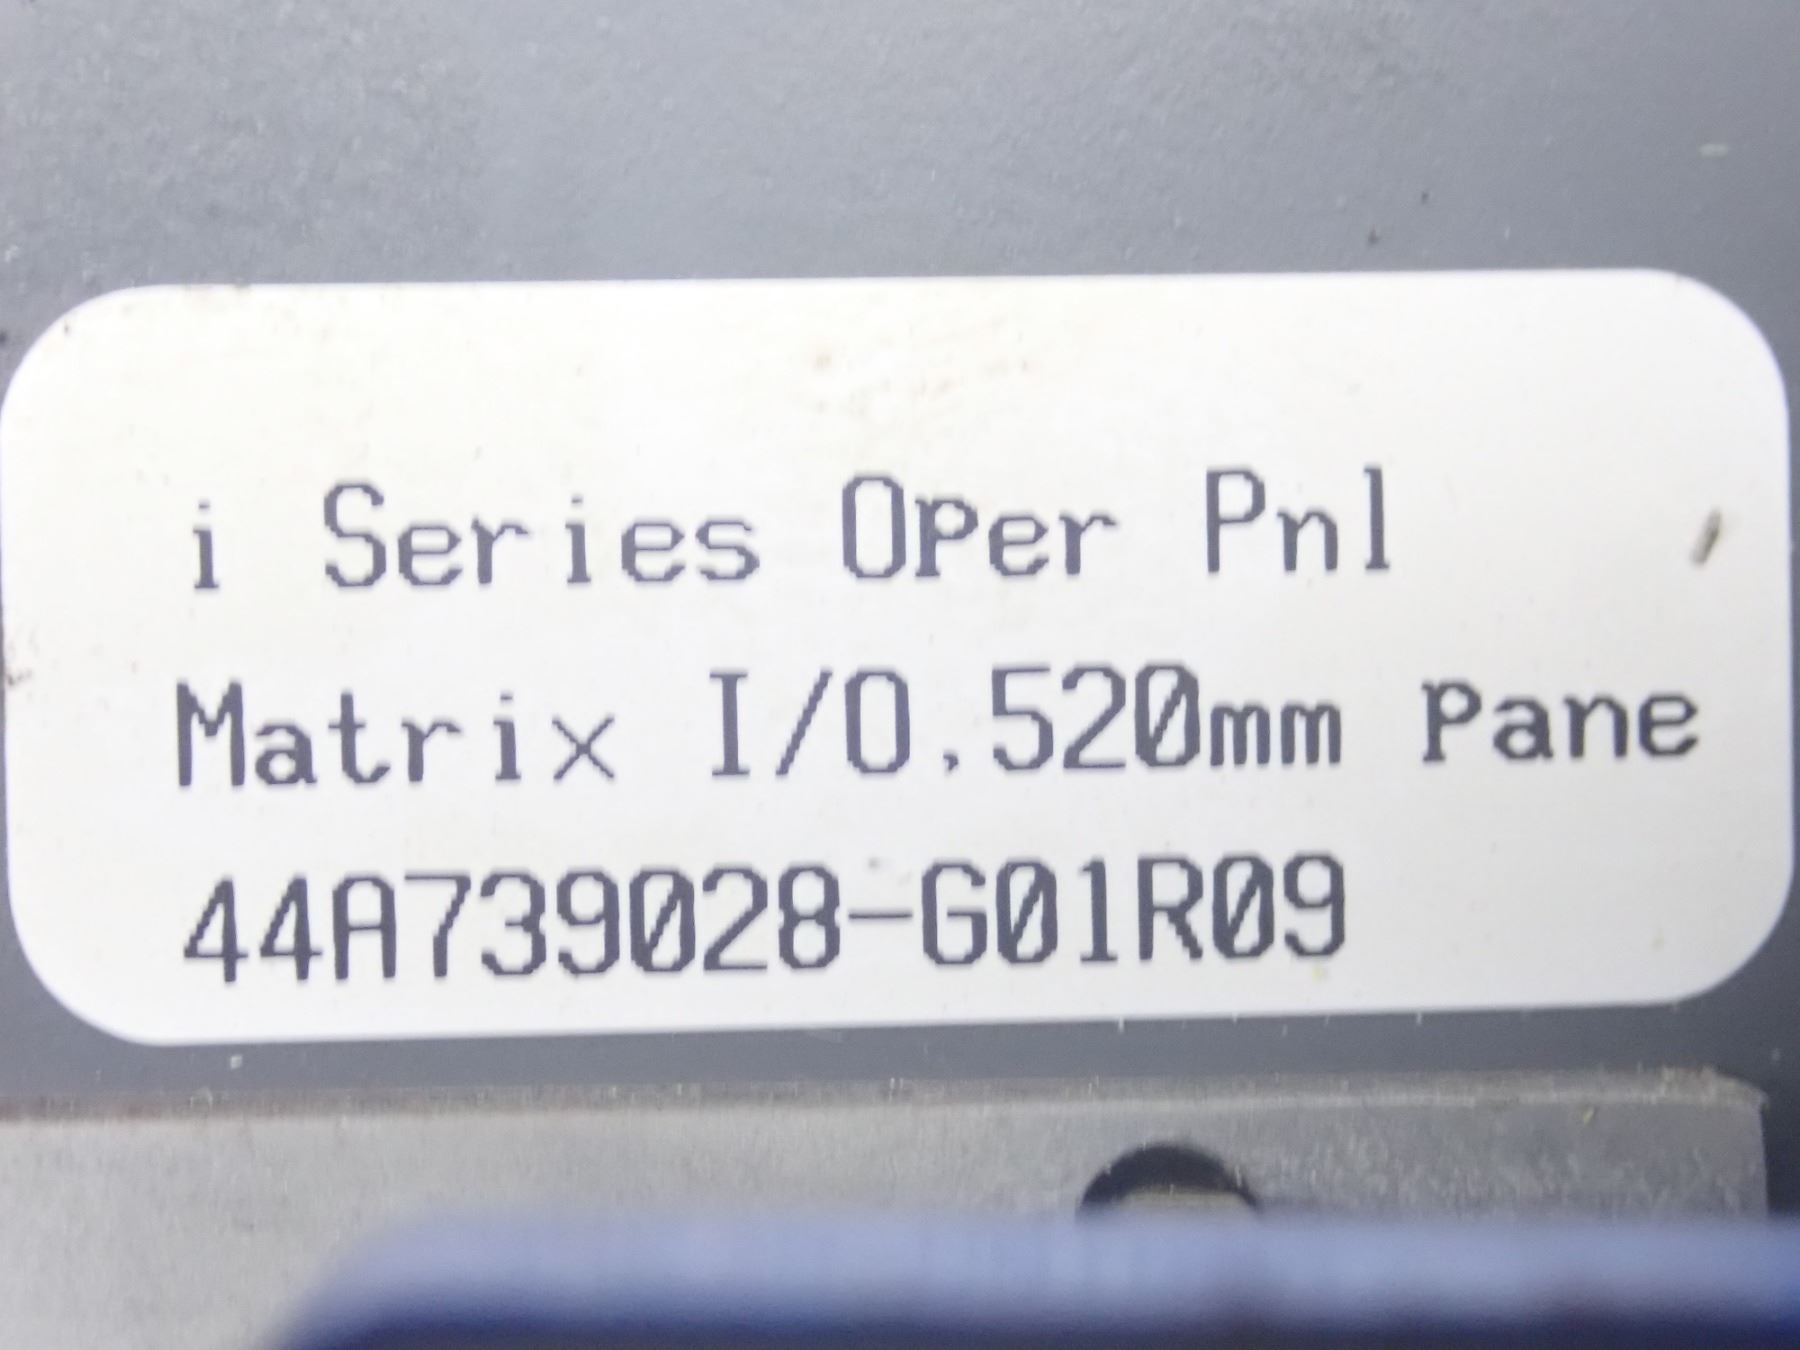 i Series Oper Pnl
Matrix I/O,520mm Pane
44A739028-G01R09